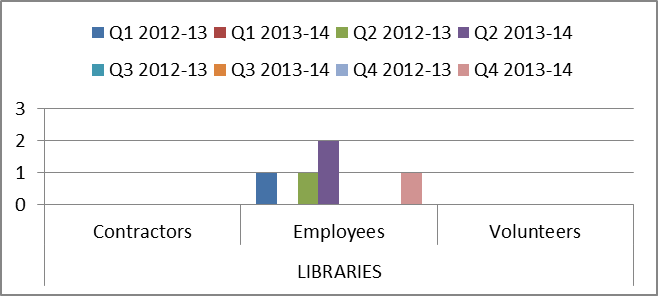 Q1 2012-13 Q1 2013-14 Q2 2012-13 Q2 2013-14
Q3 2012-13 Q3 2013-14 Q4 2012-13 Q4 2013-14
3
2
1
0
Contractors Employees Volunteers
LIBRARIES